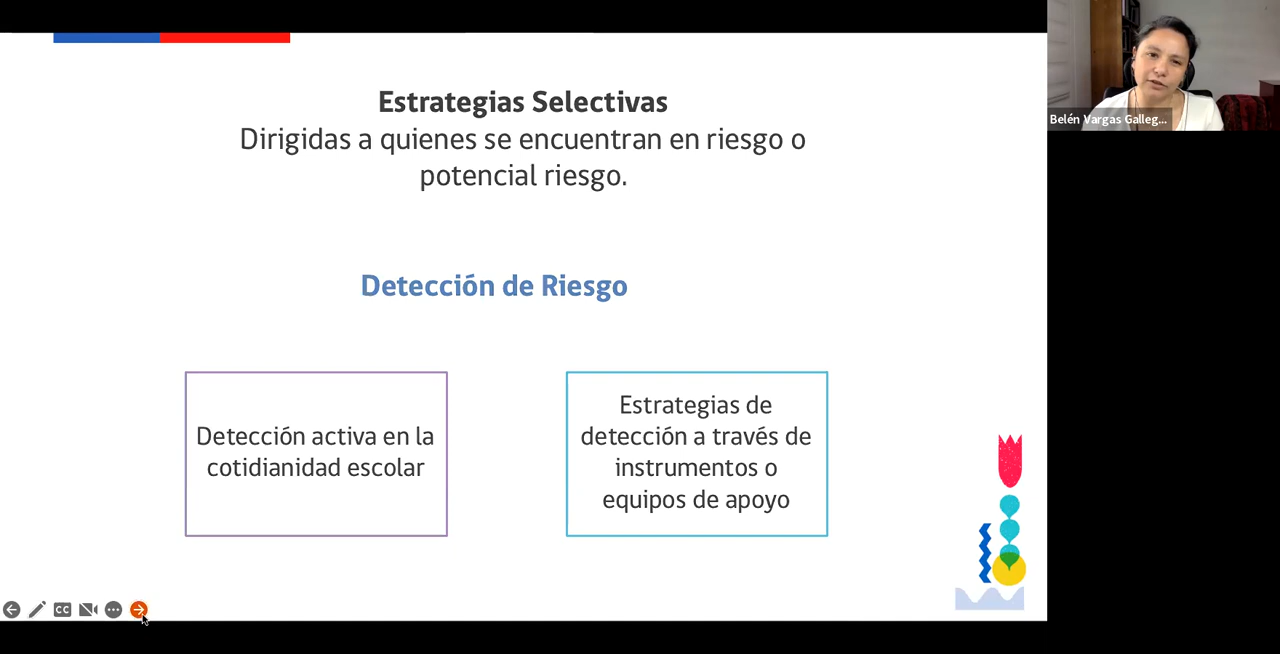 Estrategias Selectivas
Dirigidas a quienes se encuentran en riesgo o
potencial riesgo.
Detección de Riesgo
Detección activa en la
cotidianidad escolar
Estrategias de
detección a través de
instrumentos o
equipos de apoyo
Belén Vargas Galleg...
CC